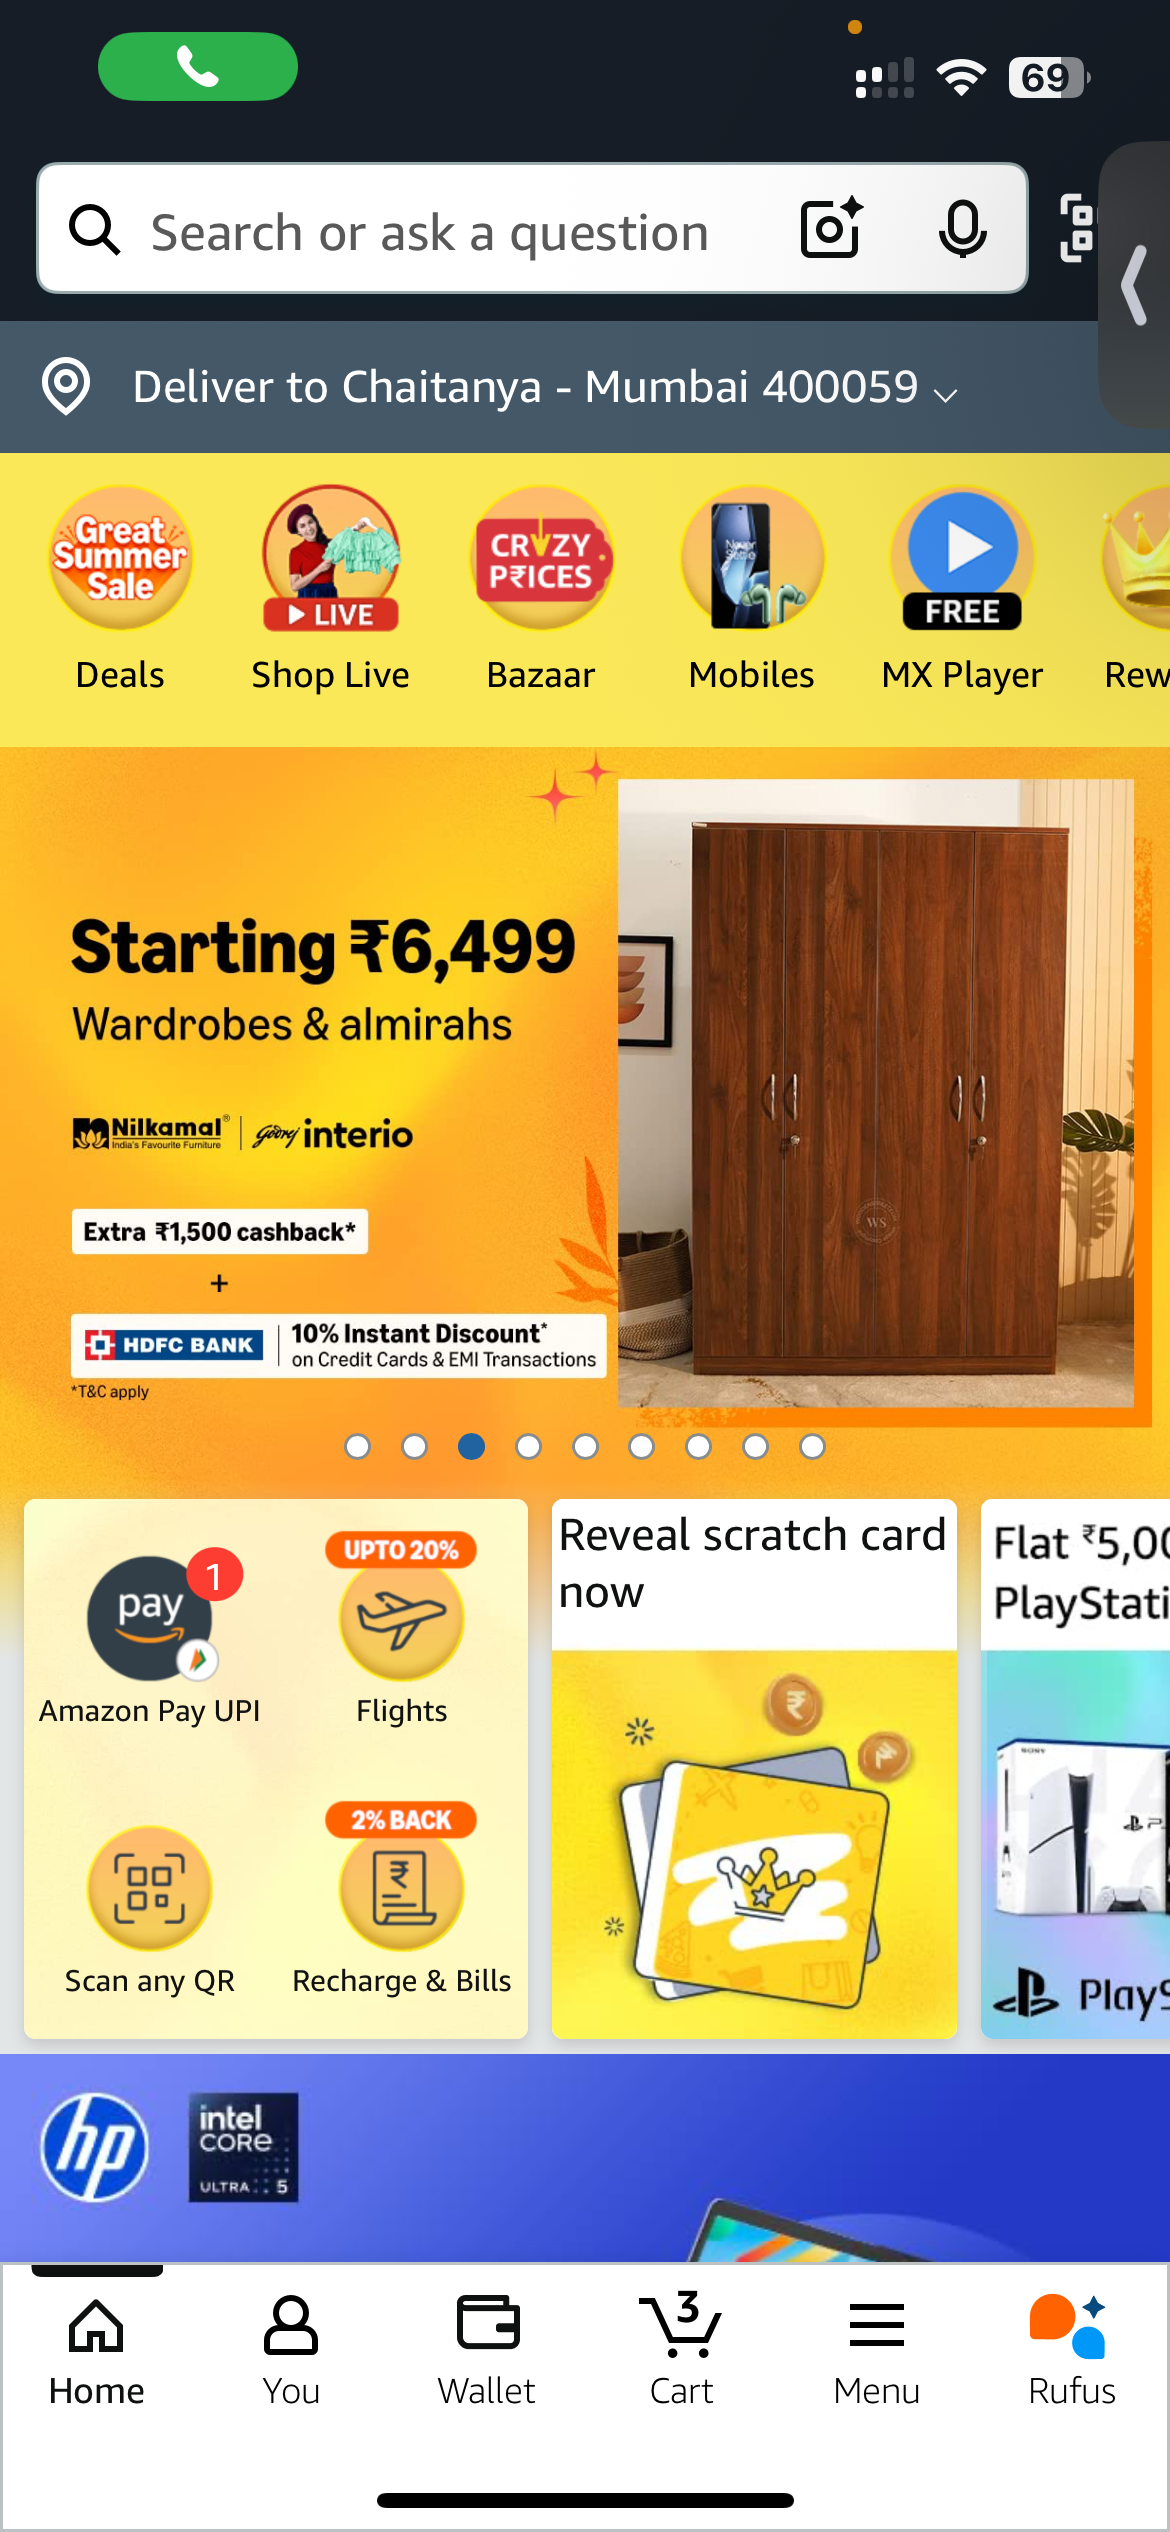 69
Search or ask a question
Deliver to Chaitanya - Mumbai 400059
Great
Summer
Sale
LIVE
CRVZY
P₹ICES
FREE
Deals
Shop Live
Bazaar
Mobiles
MX Player
Rew
Starting ₹6,499
Wardrobes & almirahs
Nilkamal®
India's Favourite Furniture
Godrej interio
WS
Extra ₹1,500 cashback*
+
HDFC BANK
10% Instant Discount*
on Credit Cards & EMI Transactions
*T&C apply
pay
1
Amazon Pay UPI
UPTO 20%
Flights
Scan any QR
2% BACK
Recharge & Bills
Reveal scratch card
now
Flat ₹5,00
PlayStati
SONY
PlayS
hp
intel
CORE
ULTRA 5
3
Home
You
Wallet
Cart
Menu
Rufus